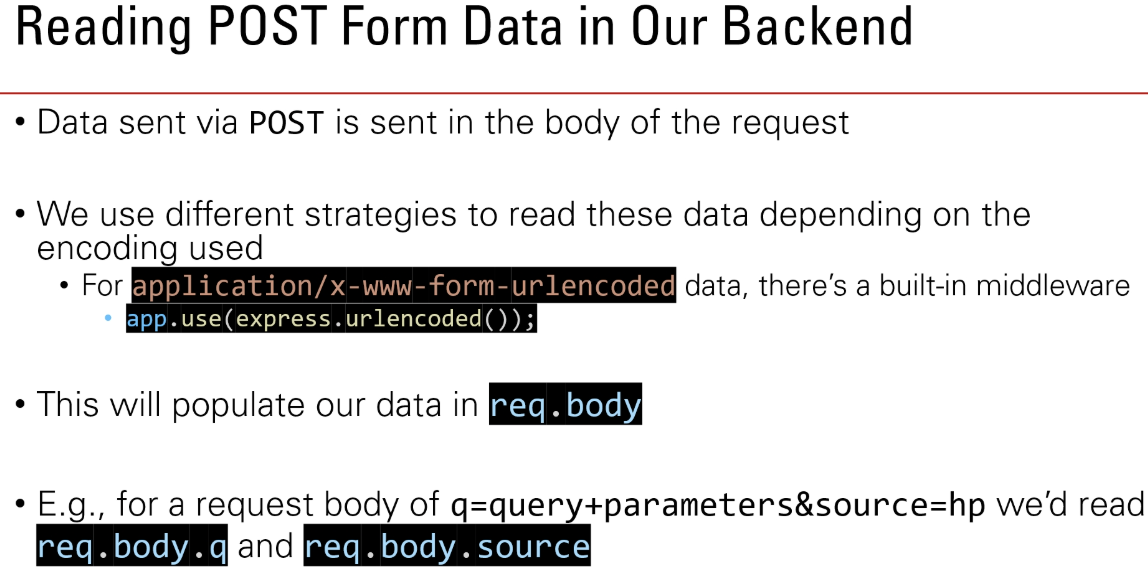 Reading POST Form Data in Our Backend
• Data sent via POST is sent in the body of the request
• We use different strategies to read these data depending on the
encoding used
• For application/x-www-form-urlencoded data, there's a built-in middleware
• app.use(express.urlencoded());
• This will populate our data in req.body
• E.g., for a request body of q=query+parameters&source=hp we'd read
req.body.q and req.body.source